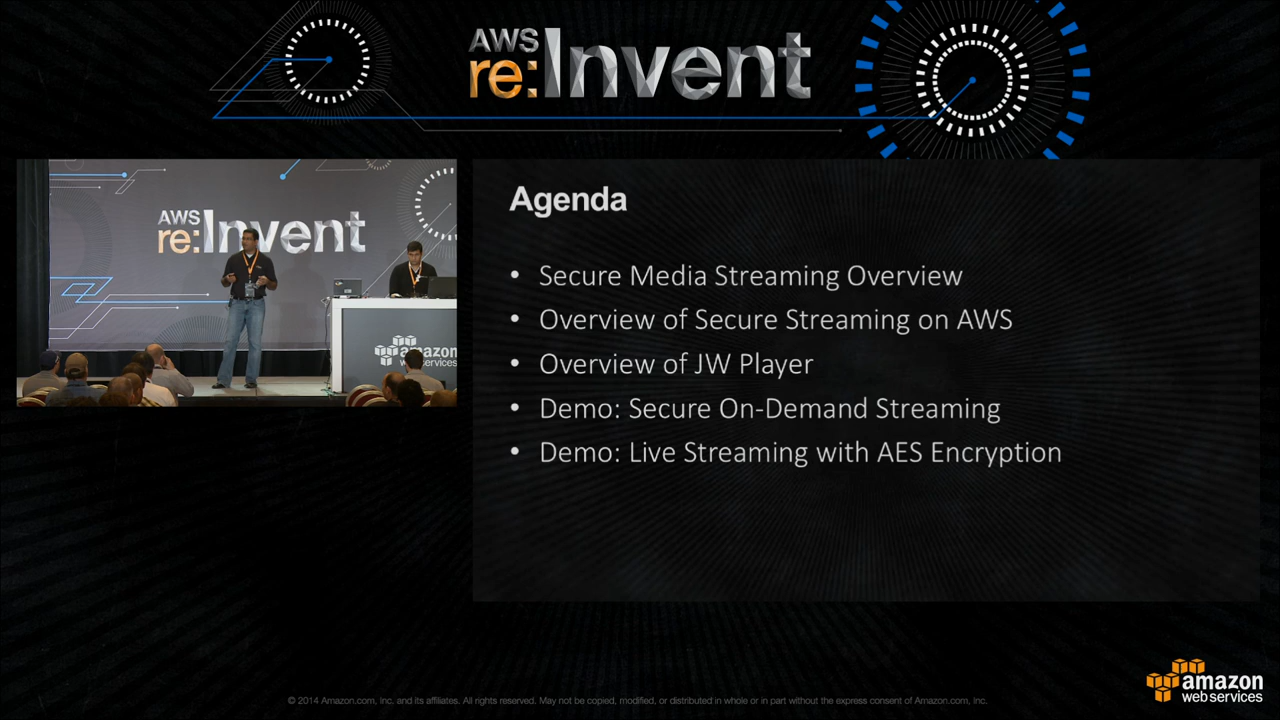 AWS
re:Invent
AWS
re:Invent
amazon
web services
Agenda
• Secure Media Streaming Overview
• Overview of Secure Streaming on AWS
• Overview of JW Player
• Demo: Secure On-Demand Streaming
• Demo: Live Streaming with AES Encryption
© 2014 Amazon.com, Inc. and its affiliates. All rights reserved. May not be copied, modified, or distributed in whole or in part without the express consent of Amazon.com, Inc.
amazon
web services